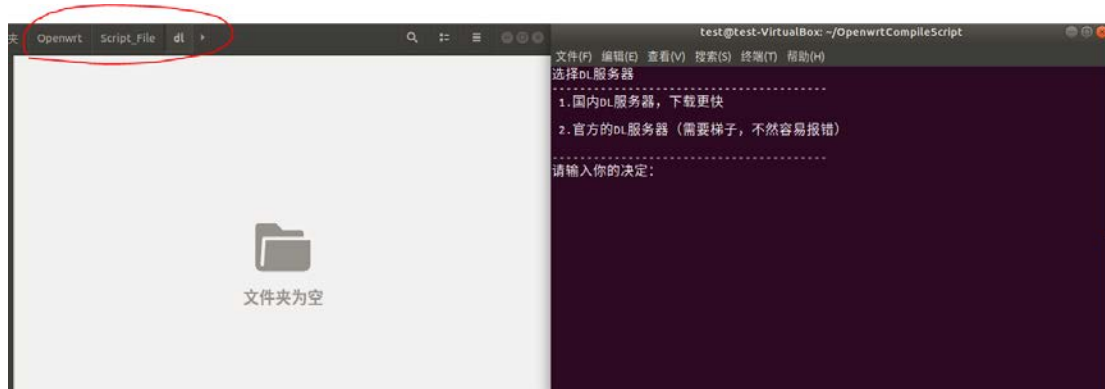 夹 Openwrt Script_File dl
文件夹为空
test@test-VirtualBox: ~/OpenwrtCompileScript
文件(F) 编辑(E) 查看(V) 搜索(S) 终端(T) 帮助(H)
选择DL服务器
----------------------------------------
1.国内DL服务器，下载更快
2.官方的DL服务器（需要梯子，不然容易报错）
----------------------------------------
请输入你的决定：